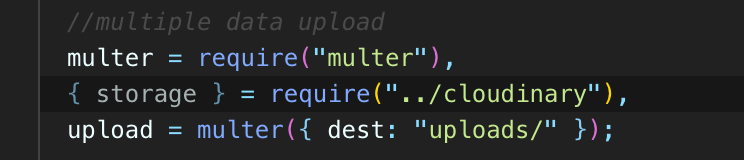 //multiple data upload
multer = require("multer"),
{ storage } = require("../cloudinary"),
upload = multer({ dest: "uploads/" });